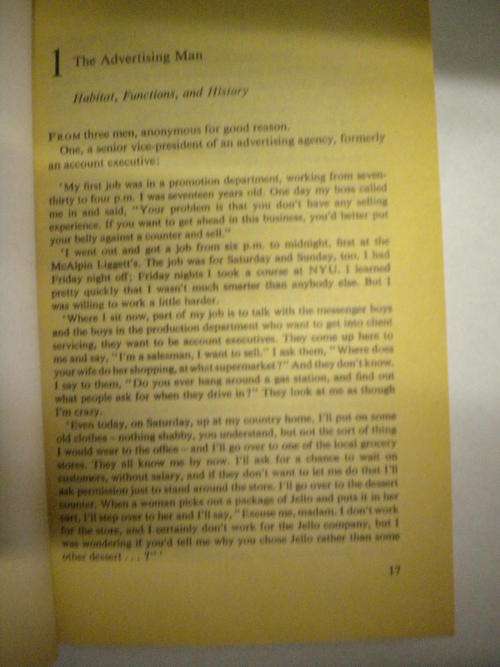 1 The Advertising Man
Habitat, Functions, and History
FROM three men, anonymous for good reason.
One, a senior vice-president of an advertising agency, formerly
an account executive:
'My first job was in a promotion department, working from seven-
thirty to four p.m. I was seventeen years old. One day my boss called
me in and said, "Your problem is that you don't have any selling
experience. If you want to get ahead in this business, you'd better put
your belly against a counter and sell."
'I went out and got a job from six p.m. to midnight, first at the
McAlpin Liggett's. The job was for Saturday and Sunday, too. I had
Friday night off; Friday nights I took a course at NYU. I learned
pretty quickly that I wasn't much smarter than anybody else. But I
was willing to work a little harder.
'Where I sit now, part of my job is to talk with the messenger boys
and the boys in the production department who want to get into client
servicing, they want to be account executives. They come up here to
me and say, "I'm a salesman, I want to sell." I ask them, "Where does
your wife do her shopping, at what supermarket?" And they don't know.
I say to them, "Do you ever hang around a gas station, and find out
what people ask for when they drive in?" They look at me as though
I'm crazy.
'Even today, on Saturday, up at my country home, I'll put on some
old clothes – nothing shabby, you understand, but not the sort of thing
I would wear to the office – and I'll go over to one of the local grocery
stores. They all know me by now. I'll ask for a chance to wait on
customers, without salary, and if they don't want to let me do that I'll
ask permission just to stand around the store. I'll go over to the dessert
counter. When a woman picks out a package of Jello and puts it in her
cart, I'll step over to her and I'll say, "Excuse me, madam. I don't work
for the store, and I certainly don't work for the Jello company, but I
was wondering if you'd tell me why you chose Jello rather than some
other dessert . . . ?" '
17